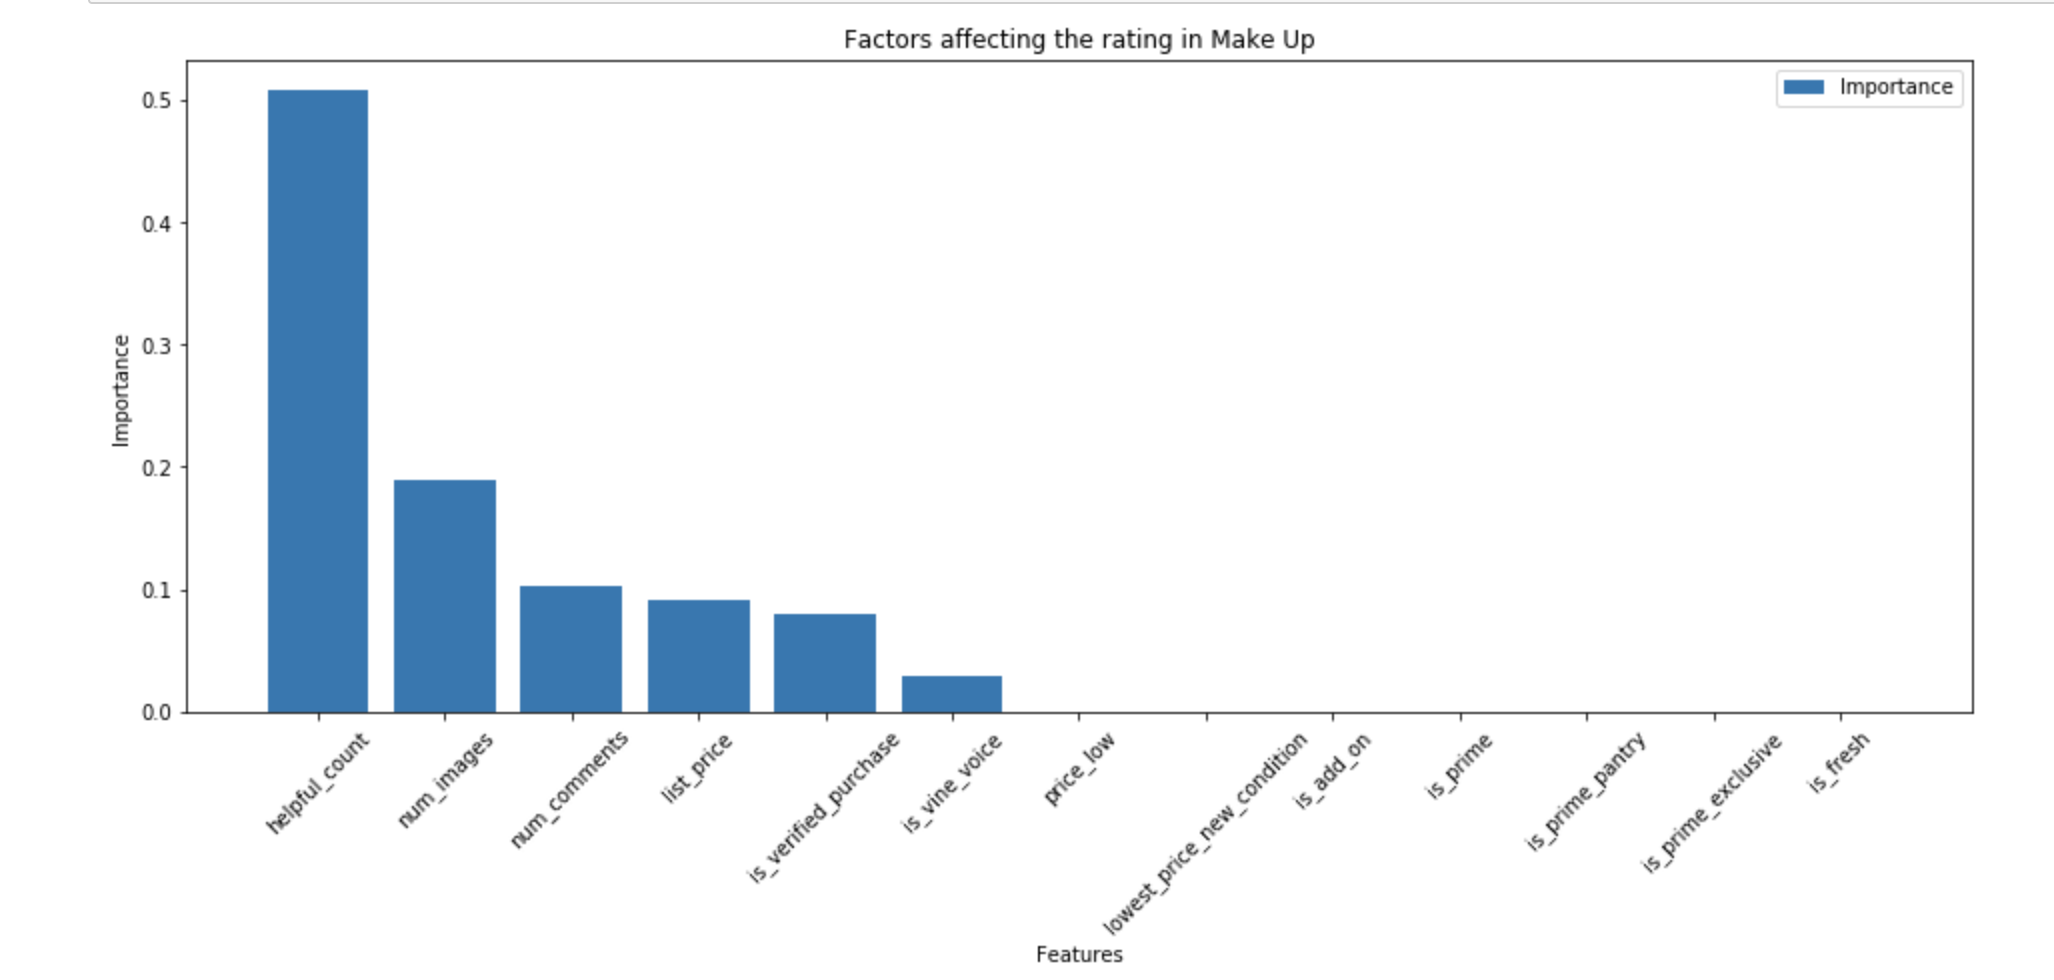 Factors affecting the rating in Make Up
Importance
0.5
0.4
0.3
0.2
0.1
0.0
Importance
helpful_count
num_images
num_comments
list_price
is_verified_purchase
is_vine_voice
price_low
lowest_price_new_condition
is_add_on
is_prime
is_prime_pantry
is_prime_exclusive
is_fresh
Features